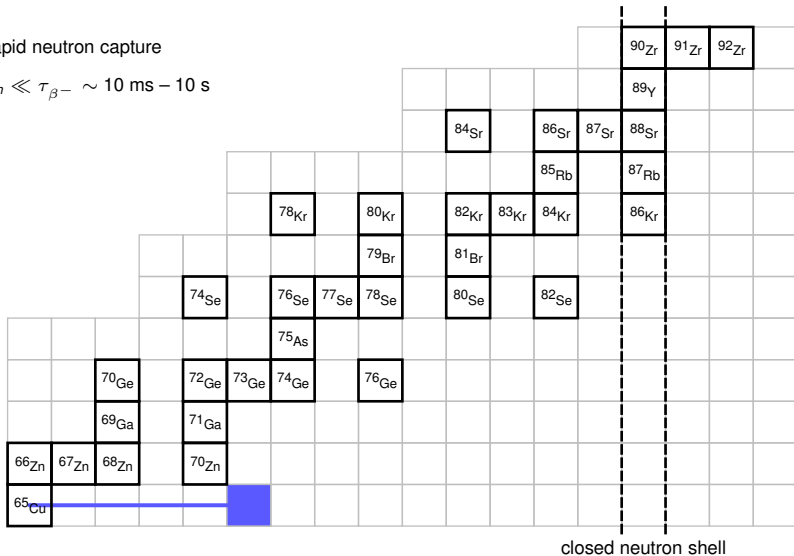 apid neutron capture
≪ τβ− ∼ 10 ms – 10 s
90Zr 91Zr 92Zr
89Y
84Sr 86Sr 87Sr 88Sr
85Rb 87Rb
78Kr 80Kr 82Kr 83Kr 84Kr 86Kr
79Br 81Br
74Se 76Se 77Se 78Se 80Se 82Se
75As
70Ge 72Ge 73Ge 74Ge 76Ge
69Ga 71Ga
66Zn 67Zn 68Zn 70Zn
65Cu
closed neutron shell